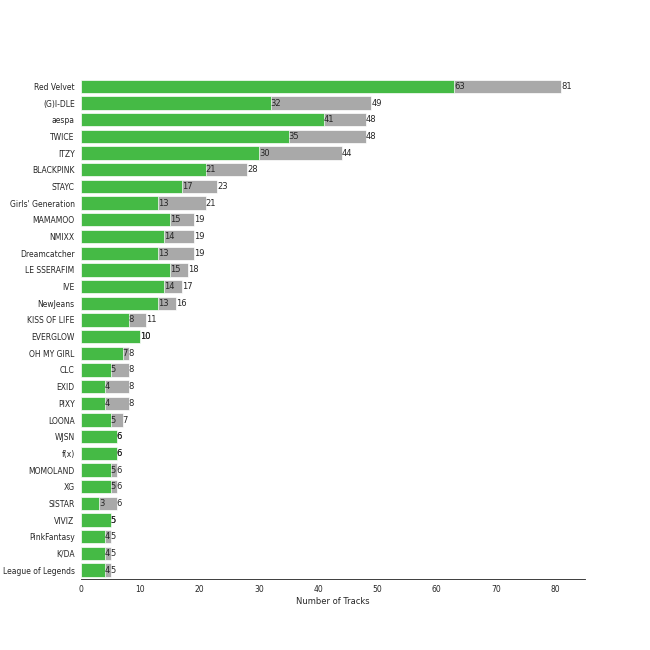 Red Velvet 63 81
(G)I-DLE 32 49
aespa 41 48
TWICE 35 48
ITZY 30 44
BLACKPINK 21 28
STAYC 17 23
Girls' Generation 13 21
MAMAMOO 15 19
NMIXX 14 19
Dreamcatcher 13 19
LE SSERAFIM 15 18
IVE 14 17
NewJeans 13 16
KISS OF LIFE 8 11
EVERGLOW 10
OH MY GIRL 7 8
CLC 5 8
EXID 4 8
PIXY 4 8
LOONA 5 7
WJSN 6
f(x) 6
MOMOLAND 5 6
XG 5 6
SISTAR 3 6
VIVIZ 5
PinkFantasy 4 5
K/DA 4 5
League of Legends 4 5
0 10 20 30 40 50 60 70 80
Number of Tracks